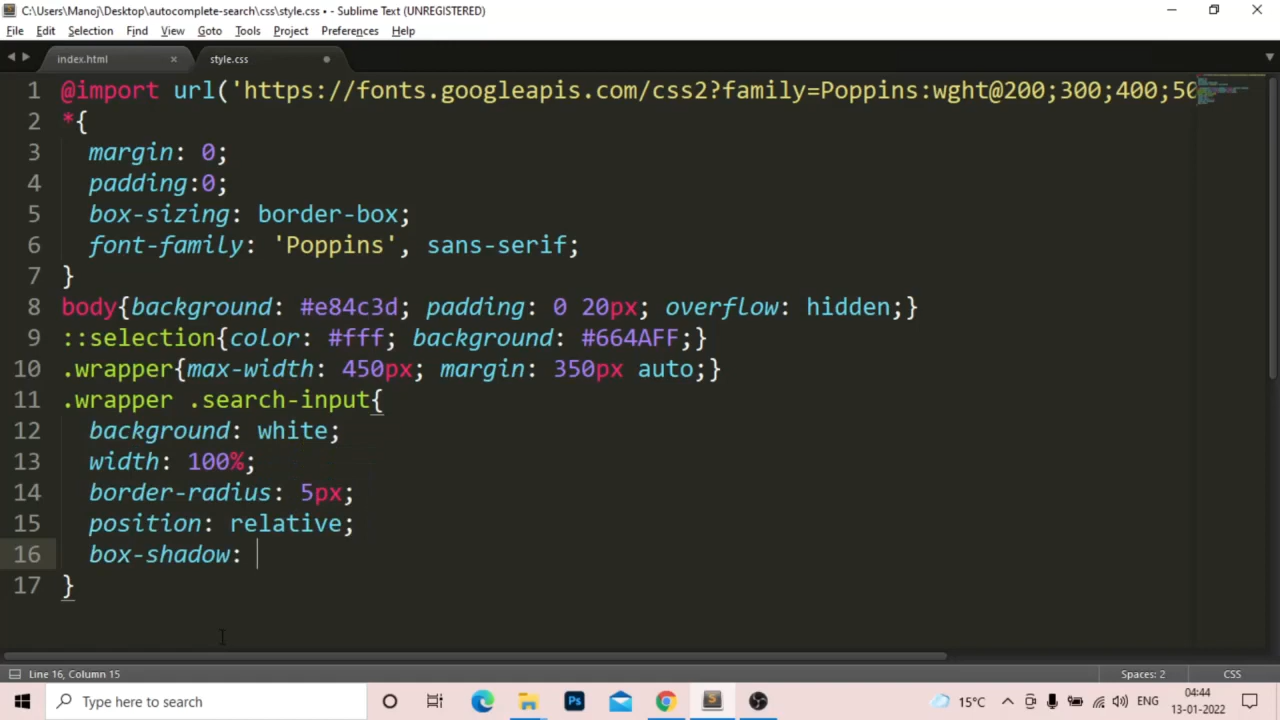 C:\Users\Manoj\Desktop\autocomplete-search\css\style.css • - Sublime Text (UNREGISTERED)
File Edit Selection Find View Goto Tools Project Preferences Help
index.html × style.css
1 @import url('https://fonts.googleapis.com/css2?family=Poppins:wght@200;300;400;50
2 *{
3 margin: 0;
4 padding:0;
5 box-sizing: border-box;
6 font-family: 'Poppins', sans-serif;
7 }
8 body{background: #e84c3d; padding: 0 20px; overflow: hidden;}
9 ::selection{color: #fff; background: #664AFF;}
10 .wrapper{max-width: 450px; margin: 350px auto;}
11 .wrapper .search-input{
12 background: white;
13 width: 100%;
14 border-radius: 5px;
15 position: relative;
16 box-shadow:
17 }
Line 16, Column 15 Spaces: 2 CSS
Type here to search Ps S 15°C ENG 04:44
13-01-2022